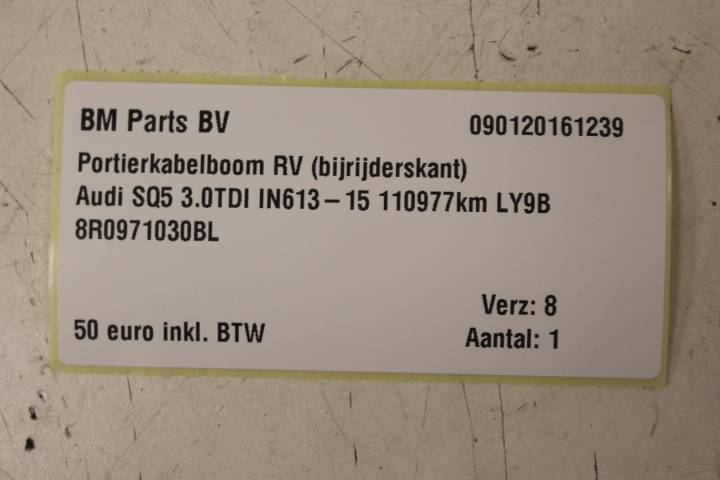 BM Parts BV 090120161239
Portierkabelboom RV (bijrijderskant)
Audi SQ5 3.0TDI IN613-15 110977km LY9B
8R0971030BL
Verz: 8
50 euro inkl. BTW Aantal: 1